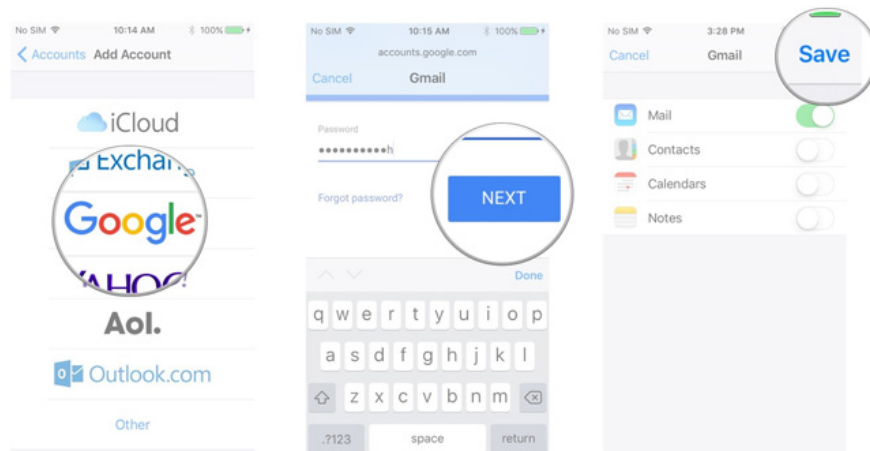 No SIM 10:14 AM 100%
Accounts Add Account
iCloud
Exchan
Google
YAHOO!
Aol.
Outlook.com
Other
No SIM 10:15 AM 100%
accounts.google.com
Cancel Gmail
Password
••••••••••h
Forgot password?
NEXT
Done
q w e r t y u i o p
a s d f g h j k l
z x c v b n m
.?123 space return
No SIM 3:28 PM
Cancel Gmail Save
Mail
Contacts
Calendars
Notes